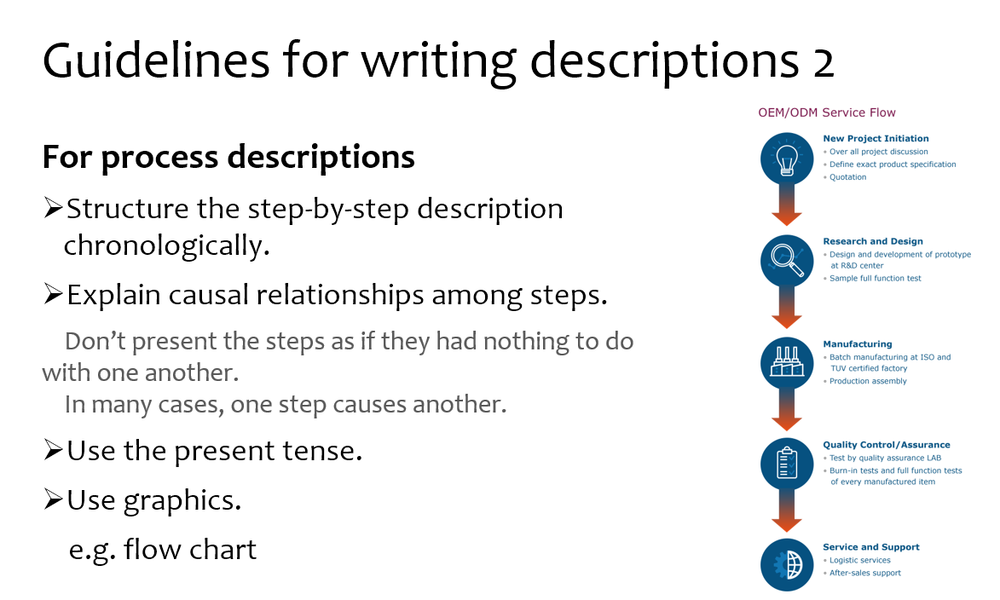 Guidelines for writing descriptions 2
For process descriptions
➢Structure the step-by-step description
chronologically.
➢Explain causal relationships among steps.
Don’t present the steps as if they had nothing to do
with one another.
In many cases, one step causes another.
➢Use the present tense.
➢Use graphics.
e.g. flow chart
OEM/ODM Service Flow
New Project Initiation
• Over all project discussion
• Define exact product specification
• Quotation
Research and Design
• Design and development of prototype
at R&D center
• Sample full function test
Manufacturing
• Batch manufacturing at ISO and
TUV certified factory
• Production assembly
Quality Control/Assurance
• Test by quality assurance LAB
• Burn-in tests and full function tests
of every manufactured item
Service and Support
• Logistic services
• After-sales support